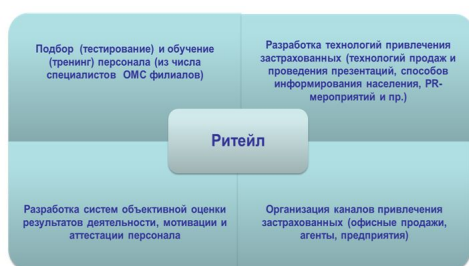 Подбор (тестирование) и обучение
(тренинг) персонала (из числа
специалистов ОМС филиалов)
Разработка технологий привлечения
застрахованных (технологий продаж и
проведения презентаций, способов
информирования населения, PR-
мероприятий и пр.)
Ритейл
Разработка систем объективной оценки
результатов деятельности, мотивации и
аттестации персонала
Организация каналов привлечения
застрахованных (офисные продажи,
агенты, предприятия)